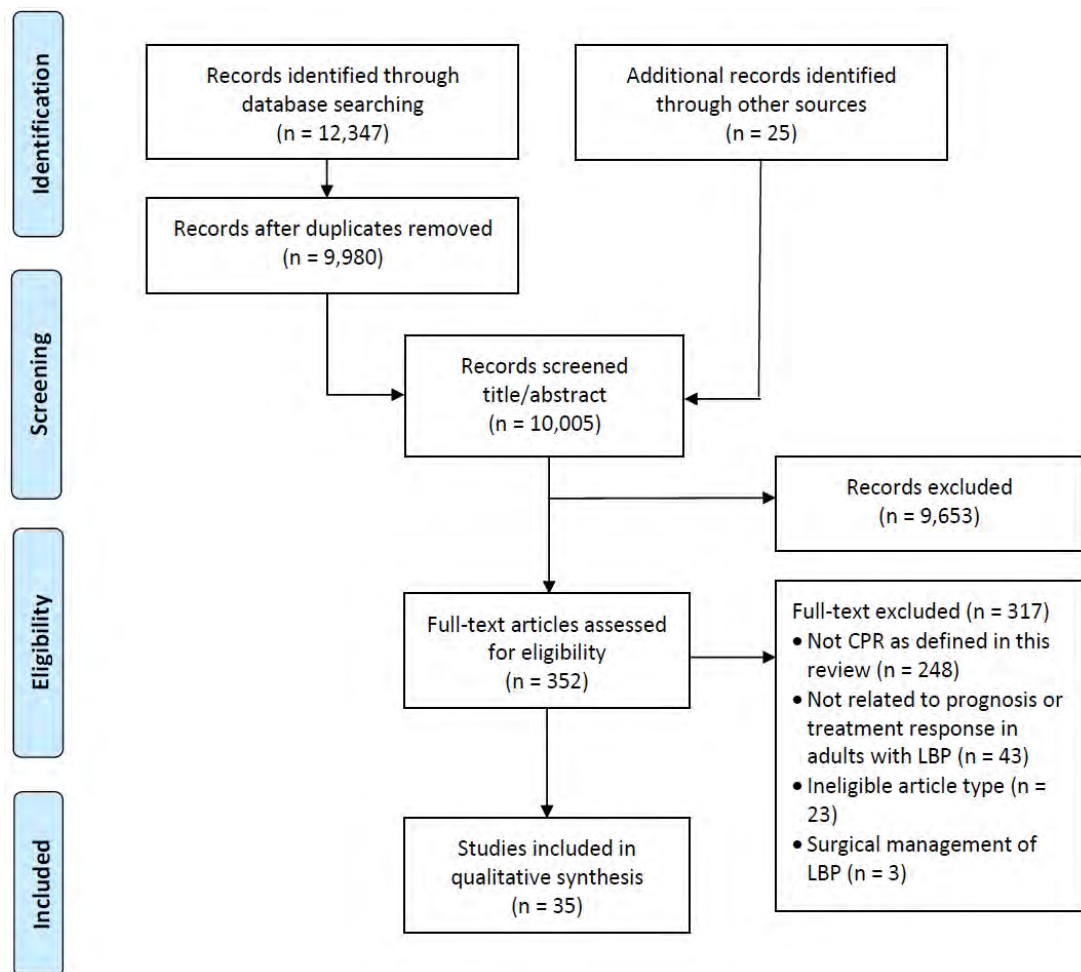 Identification
Records identified through
database searching
(n = 12,347)
Additional records identified
through other sources
(n = 25)
Records after duplicates removed
(n = 9,980)
Screening
Records screened
title/abstract
(n = 10,005)
Records excluded
(n = 9,653)
Eligibility
Full-text articles assessed
for eligibility
(n = 352)
Full-text excluded (n = 317)
• Not CPR as defined in this
review (n = 248)
• Not related to prognosis or
treatment response in
adults with LBP (n = 43)
• Ineligible article type (n =
23)
• Surgical management of
LBP (n = 3)
Included
Studies included in
qualitative synthesis
(n = 35)